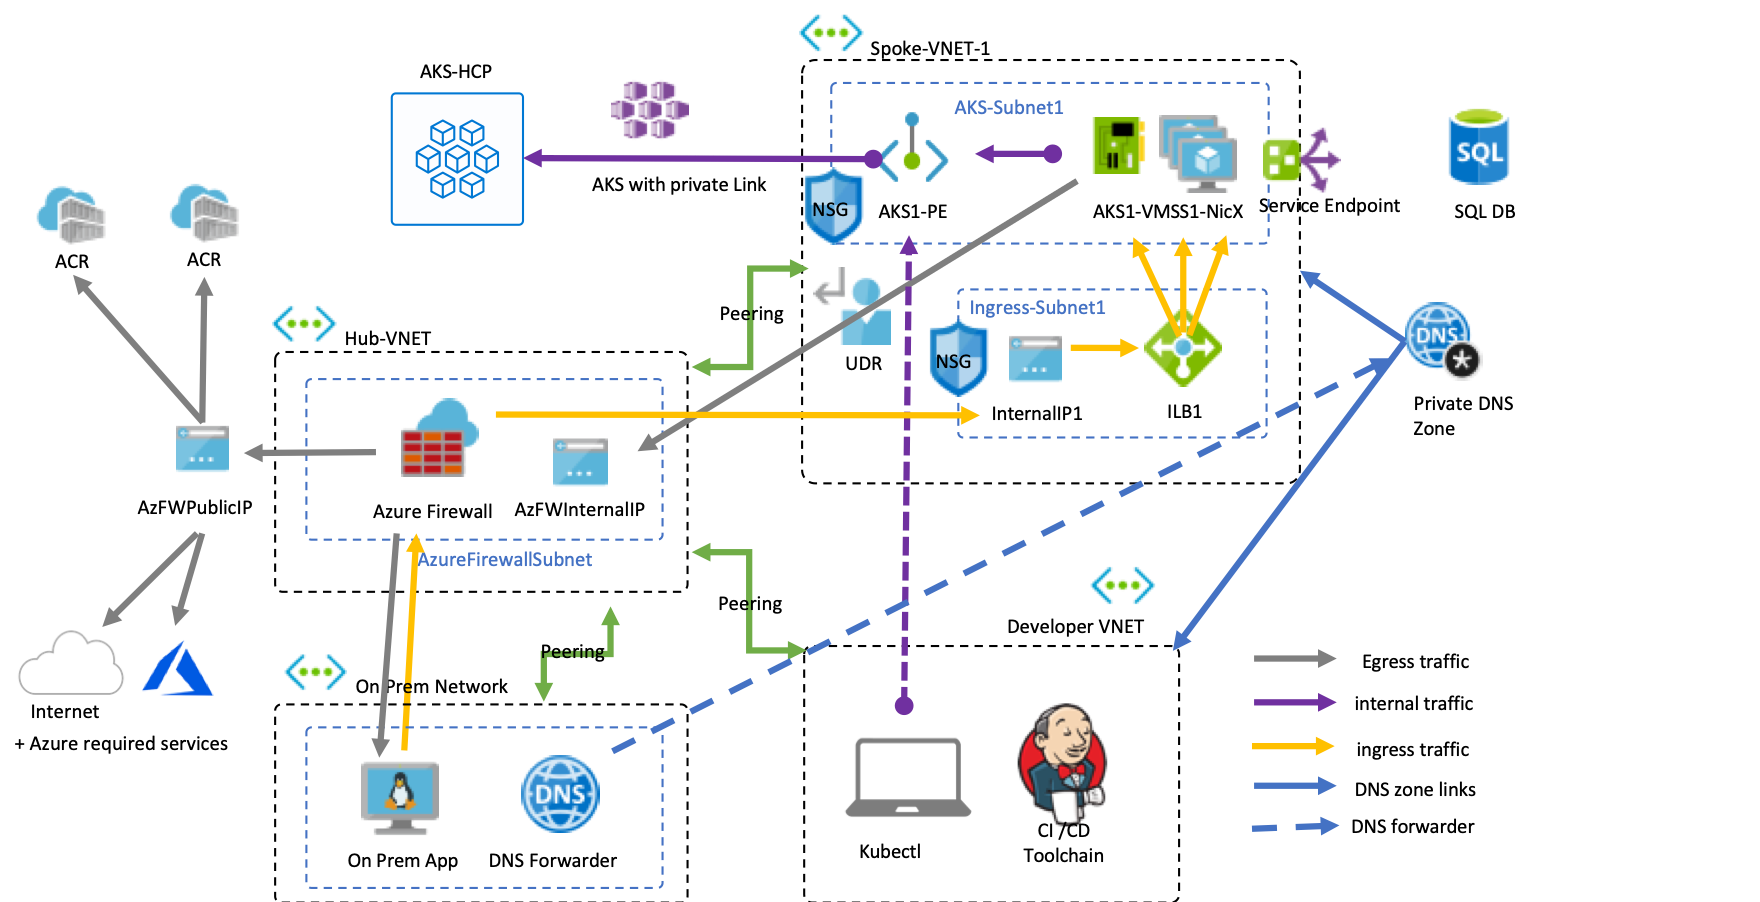 Spoke-VNET-1
AKS-HCP
AKS-Subnet1
AKS with private Link
NSG
AKS1-PE
AKS1-VMSS1-NicX
Service Endpoint
SQL
SQL DB
ACR
ACR
Peering
UDR
Ingress-Subnet1
NSG
InternalIP1
ILB1
DNS
Private DNS
Zone
Hub-VNET
AzFWPublicIP
Azure Firewall
AzFWInternalIP
AzureFirewallSubnet
Peering
Peering
Developer VNET
On Prem Network
Internet
+ Azure required services
DNS
On Prem App
DNS Forwarder
Kubectl
CI /CD
Toolchain
Egress traffic
internal traffic
ingress traffic
DNS zone links
DNS forwarder